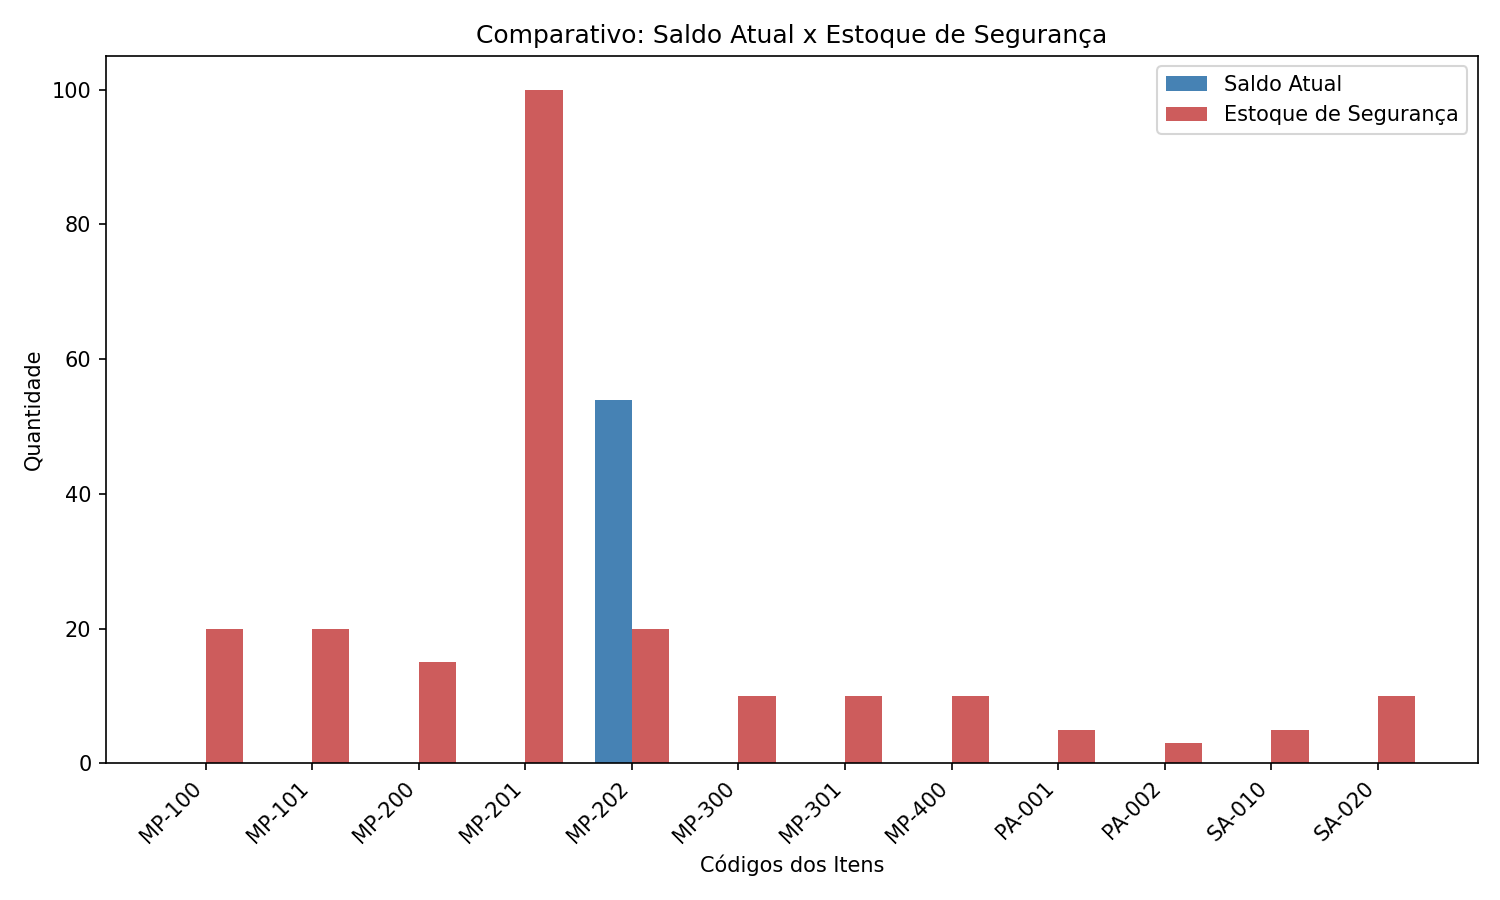 Comparativo: Saldo Atual x Estoque de Segurança
Saldo Atual
Estoque de Segurança
Quantidade
100
80
60
40
20
0
MP-100
MP-101
MP-200
MP-201
MP-202
MP-300
MP-301
MP-400
PA-001
PA-002
SA-010
SA-020
Códigos dos Itens